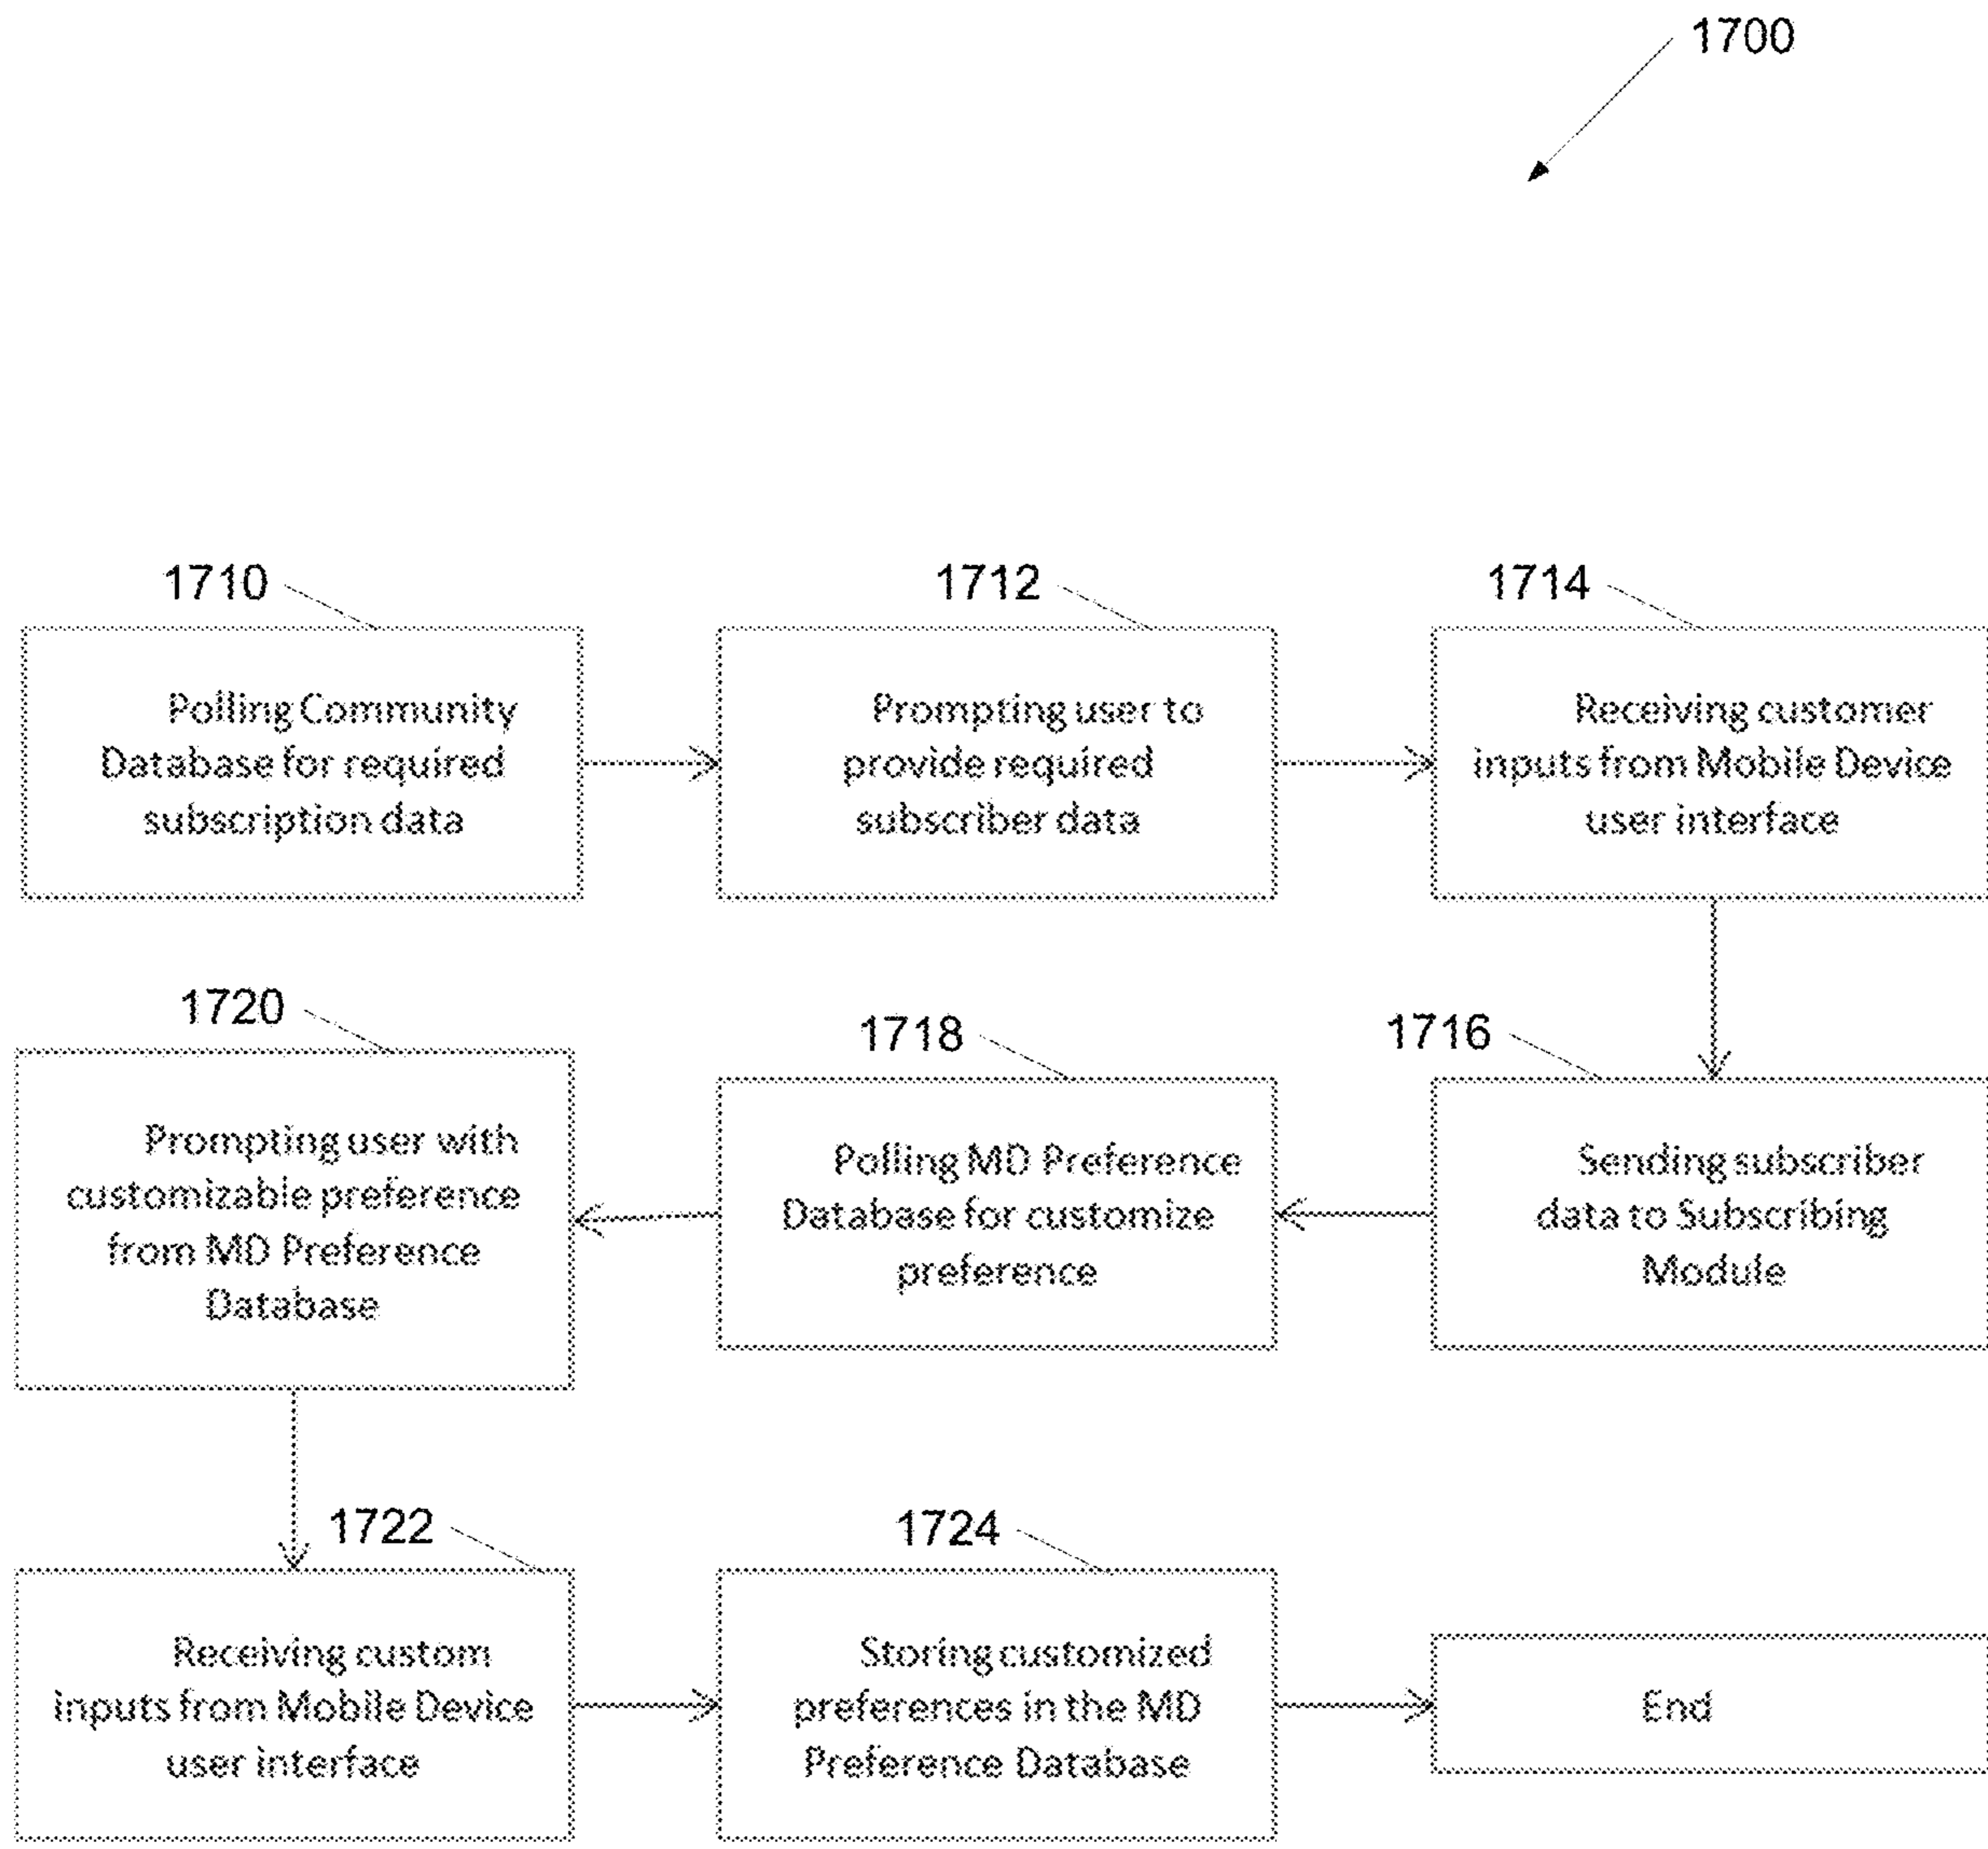 1700
1710
Polling Community
Database for required
subscription data
1712
Prompting user to
provide required
subscriber data
1714
Receiving customer
inputs from Mobile Device
user interface
1716
Sending subscriber
data to Subscribing
Module
1718
Polling MD Preference
Database for customize
preference
1720
Prompting user with
customizable preference
from MD Preference
Database
1722
Receiving custom
inputs from Mobile Device
user interface
1724
Storing customized
preferences in the MD
Preference Database
End